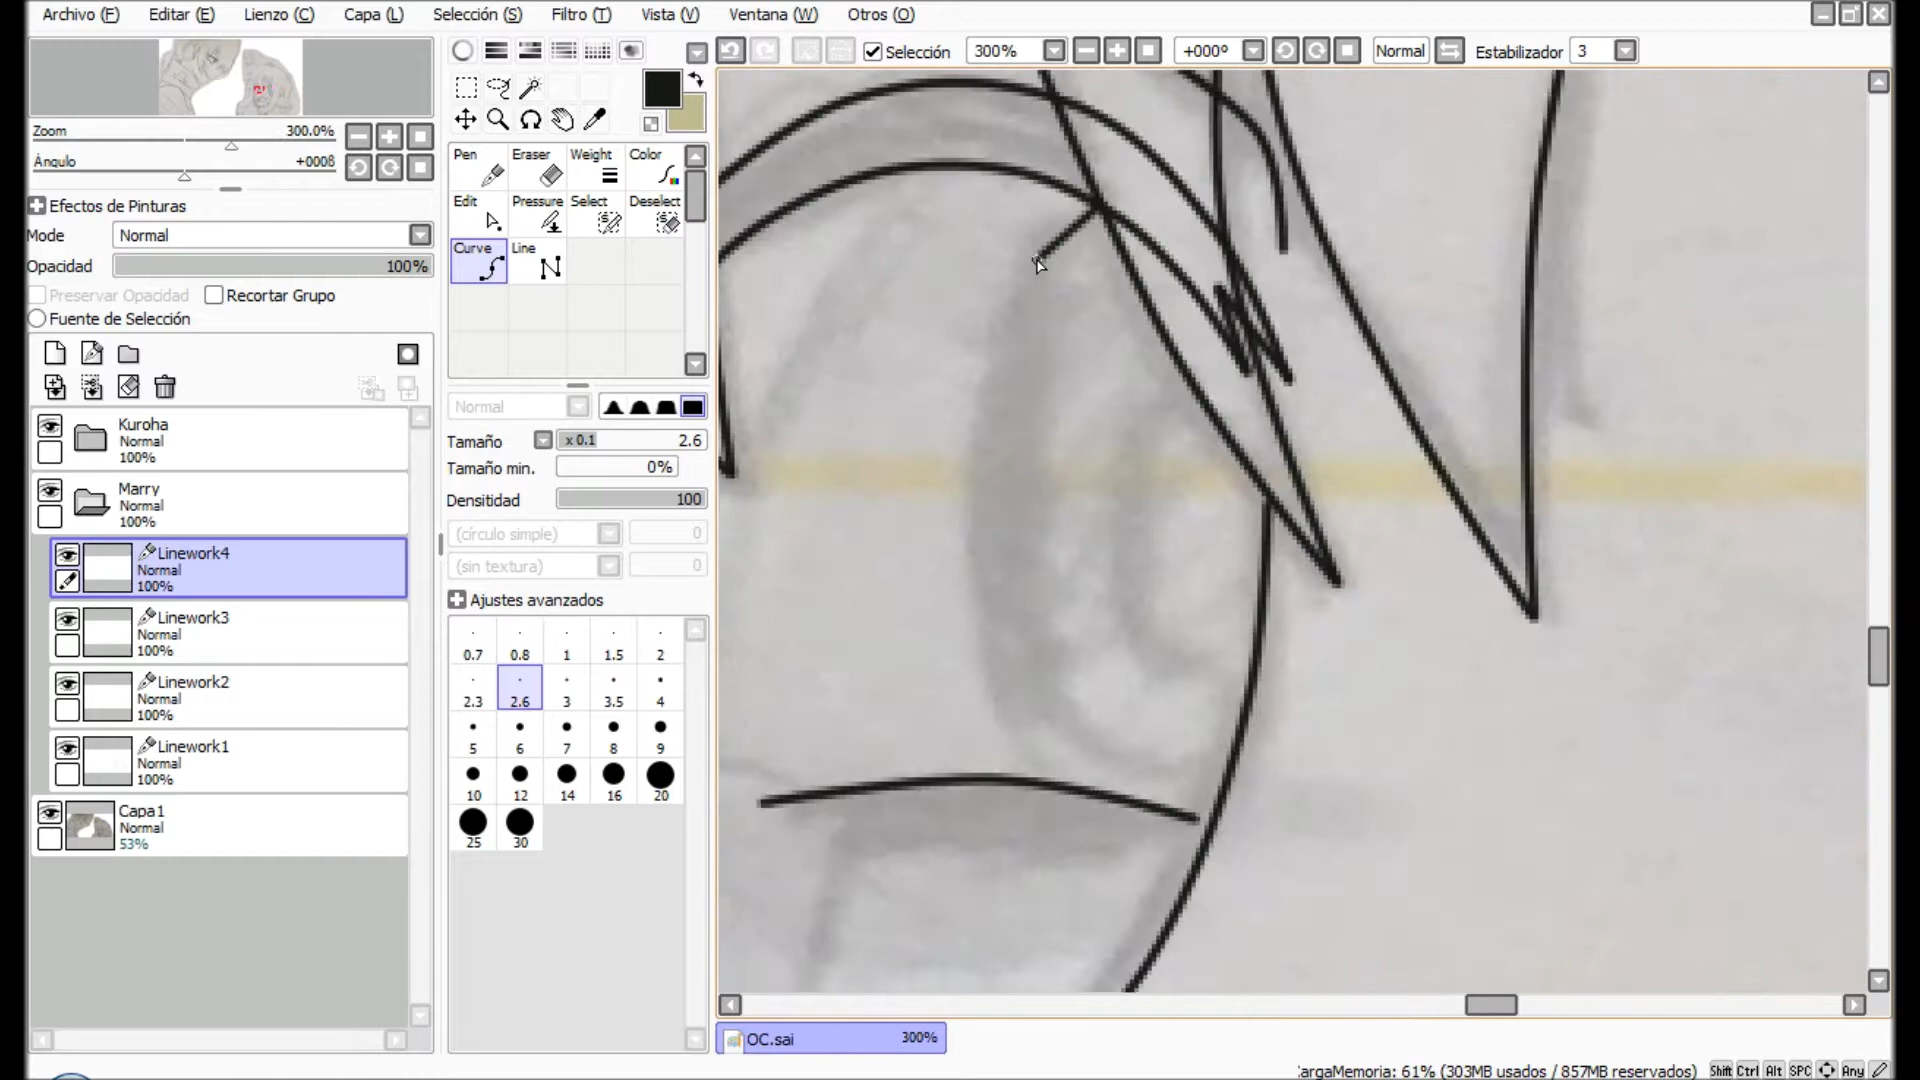 Archivo (F) Editar (E) Lienzo (C) Capa (L) Selección (S) Filtro (T) Vista (V) Ventana (W) Otros (O)
Selección 300% +000º Normal Estabilizador 3
Zoom 300.0%
Ángulo +000ß
Efectos de Pinturas
Mode Normal
Opacidad 100%
Preservar Opacidad Recortar Grupo
Fuente de Selección
Kuroha
Normal
100%
Marry
Normal
100%
Linework4
Normal
100%
Linework3
Normal
100%
Linework2
Normal
100%
Linework1
Normal
100%
Capa1
Normal
53%
Pen Eraser Weight Color
Edit Pressure Select Deselect
Curve Line
Normal
Tamaño x 0.1 2.6
Tamaño min. 0%
Densitidad 100
(círculo simple) 0
(sin textura) 0
Ajustes avanzados
0.7 0.8 1 1.5 2
2.3 2.6 3 3.5 4
5 6 7 8 9
10 12 14 16 20
25 30
OC.sai 300%
argaMemoria: 61% (303MB usados / 857MB reservados) Shift Ctrl Alt SPC Any